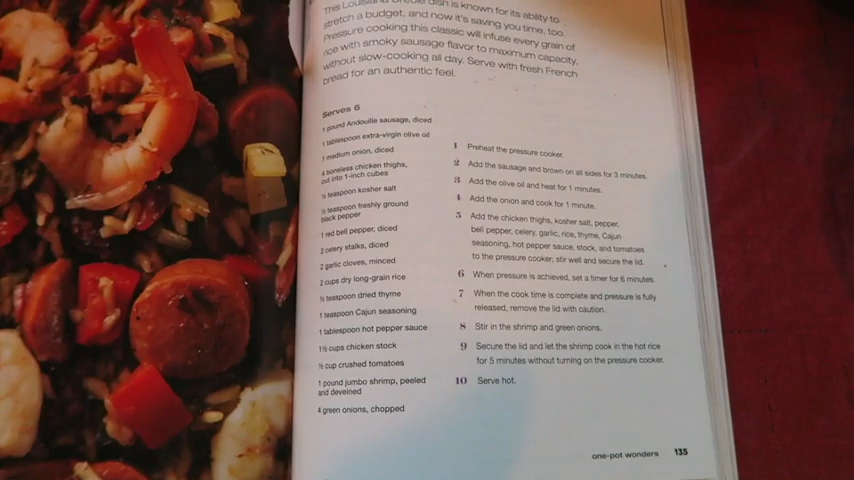 This Louisiana Creole dish is known for its ability to
stretch a budget, and now it's saving you time, too.
Pressure cooking this classic will infuse every grain of
rice with smoky sausage flavor to maximum capacity,
without slow-cooking all day. Serve with fresh French
bread for an authentic feel.
Serves 6
1 pound Andouille sausage, diced
1 tablespoon extra-virgin olive oil
1 medium onion, diced
4 boneless chicken thighs,
cut into 1-inch cubes
½ teaspoon kosher salt
½ teaspoon freshly ground
black pepper
1 red bell pepper, diced
2 celery stalks, diced
2 garlic cloves, minced
2 cups dry long-grain rice
½ teaspoon dried thyme
1 teaspoon Cajun seasoning
1 tablespoon hot pepper sauce
1½ cups chicken stock
½ cup crushed tomatoes
1 pound jumbo shrimp, peeled
and deveined
4 green onions, chopped
1 Preheat the pressure cooker.
2 Add the sausage and brown on all sides for 3 minutes.
3 Add the olive oil and heat for 1 minutes.
4 Add the onion and cook for 1 minute.
5 Add the chicken thighs, kosher salt, pepper,
bell pepper, celery, garlic, rice, thyme, Cajun
seasoning, hot pepper sauce, stock, and tomatoes
to the pressure cooker; stir well and secure the lid.
6 When pressure is achieved, set a timer for 6 minutes.
7 When the cook time is complete and pressure is fully
released, remove the lid with caution.
8 Stir in the shrimp and green onions.
9 Secure the lid and let the shrimp cook in the hot rice
for 5 minutes without turning on the pressure cooker.
10 Serve hot.
one-pot wonders 135